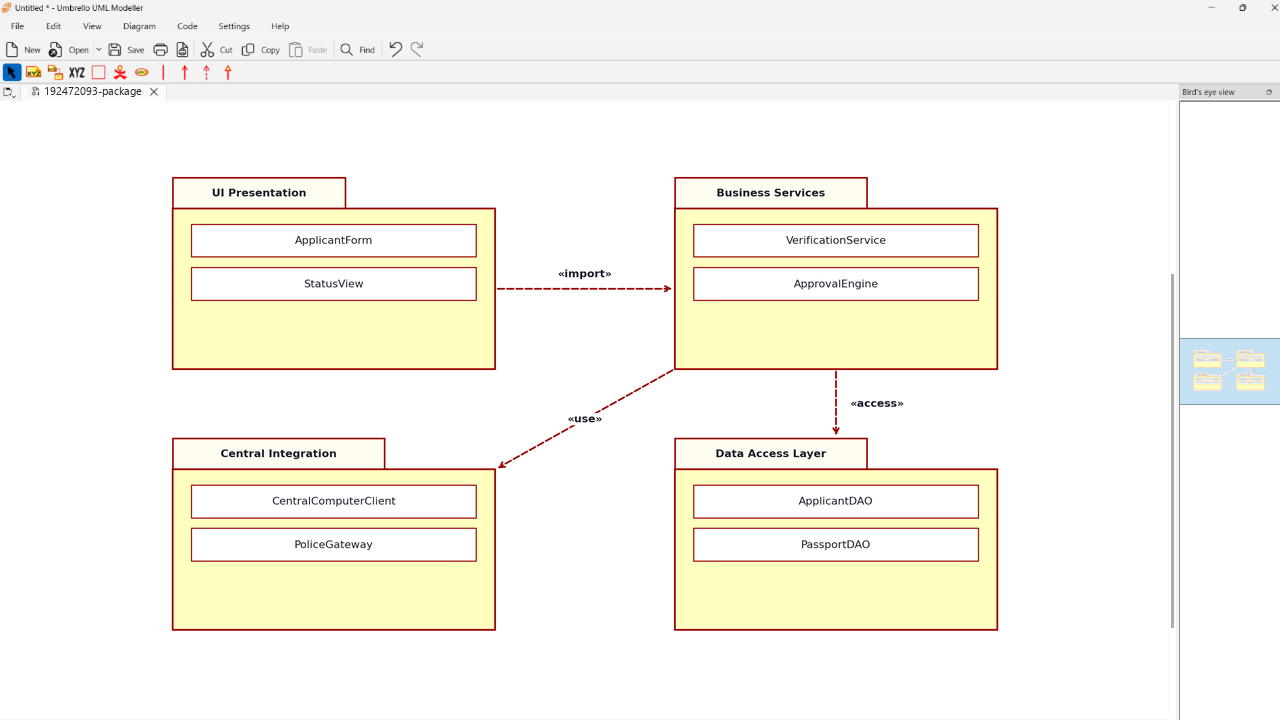 Untitled * - Umbrello UML Modeller
File Edit View Diagram Code Settings Help
New Open Save Cut Copy Paste Find
XYZ XYZ
192472093-package
Bird's eye view
UI Presentation
ApplicantForm
StatusView
«import»
Business Services
VerificationService
ApprovalEngine
«use»
«access»
Central Integration
CentralComputerClient
PoliceGateway
Data Access Layer
ApplicantDAO
PassportDAO